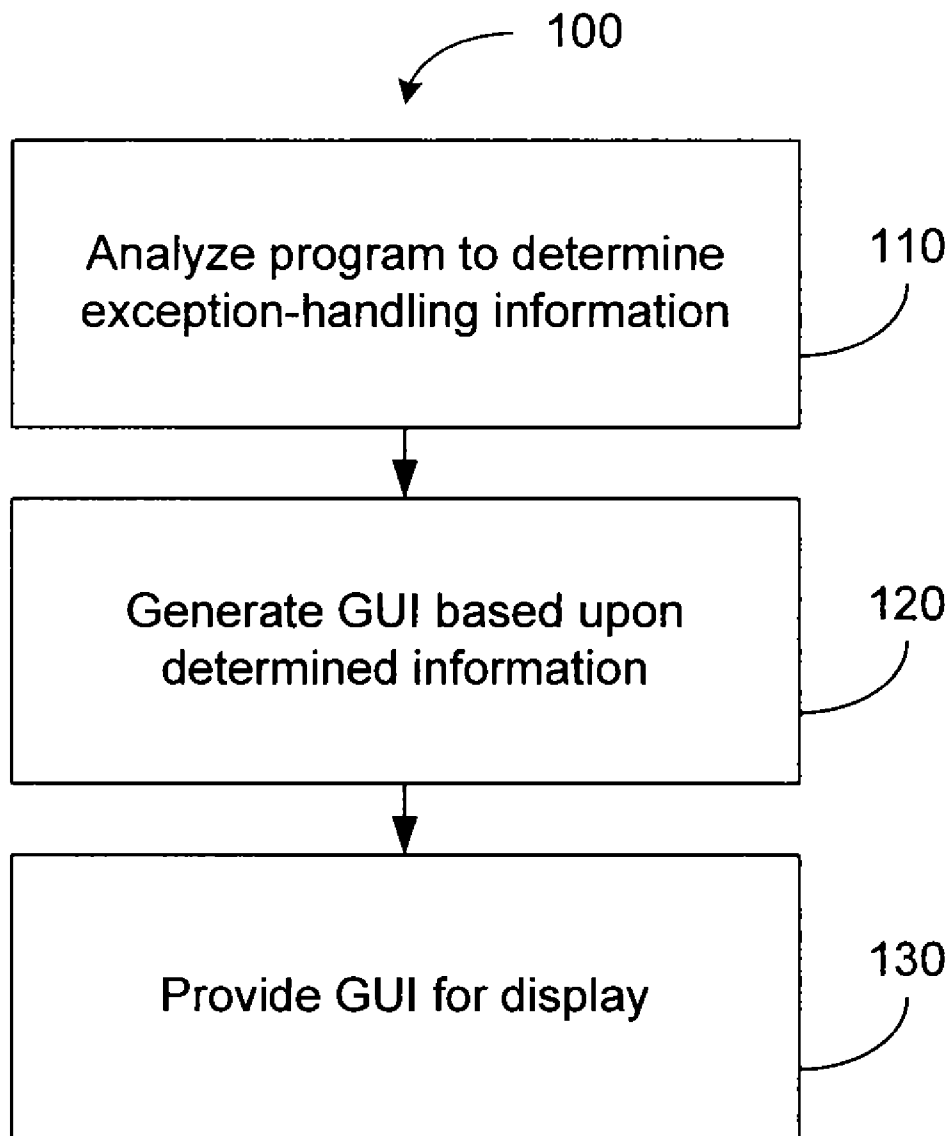 100
Analyze program to determine
exception-handling information
110
Generate GUI based upon
determined information
120
Provide GUI for display
130